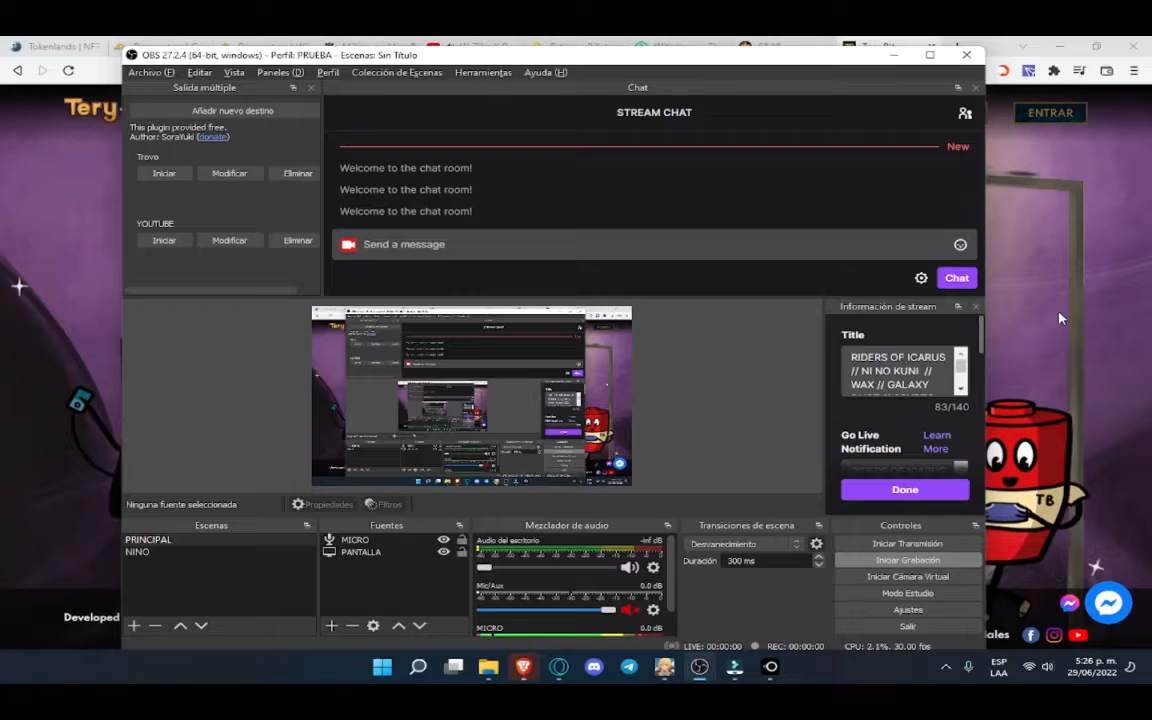 Tokenlands | NFT
OBS 27.2.4 (64-bit, windows) - Perfil: PRUEBA - Escenas: Sin Título
Archivo (F) Editar Vista Paneles (D) Perfil Colección de Escenas Herramientas Ayuda (H)
Salida múltiple
Añadir nuevo destino
This plugin provided free.
Author: SoraYuki (donate)
Trovo
Iniciar Modificar Eliminar
YOUTUBE
Iniciar Modificar Eliminar
Chat
STREAM CHAT
New
Welcome to the chat room!
Welcome to the chat room!
Welcome to the chat room!
Send a message
Chat
Tery
ENTRAR
Información de stream
Title
RIDERS OF ICARUS
// NI NO KUNI //
WAX // GALAXY
83/140
Go Live
Notification
Learn
More
Done
Ninguna fuente seleccionada
Propiedades Filtros
Escenas
PRINCIPAL
NINO
Fuentes
MICRO
PANTALLA
Mezclador de audio
Audio del escritorio -inf dB
Mic/Aux 0.0 dB
MICRO 0.0 dB
Transiciones de escena
Desvanecimiento
Duración 300 ms
Controles
Iniciar Transmisión
Iniciar Grabación
Iniciar Cámara Virtual
Modo Estudio
Ajustes
Salir
LIVE: 00:00:00 REC: 00:00:00 CPU: 2.1%, 30.00 fps
Developed
TB
ales
ESP
LAA
5:26 p. m.
29/06/2022